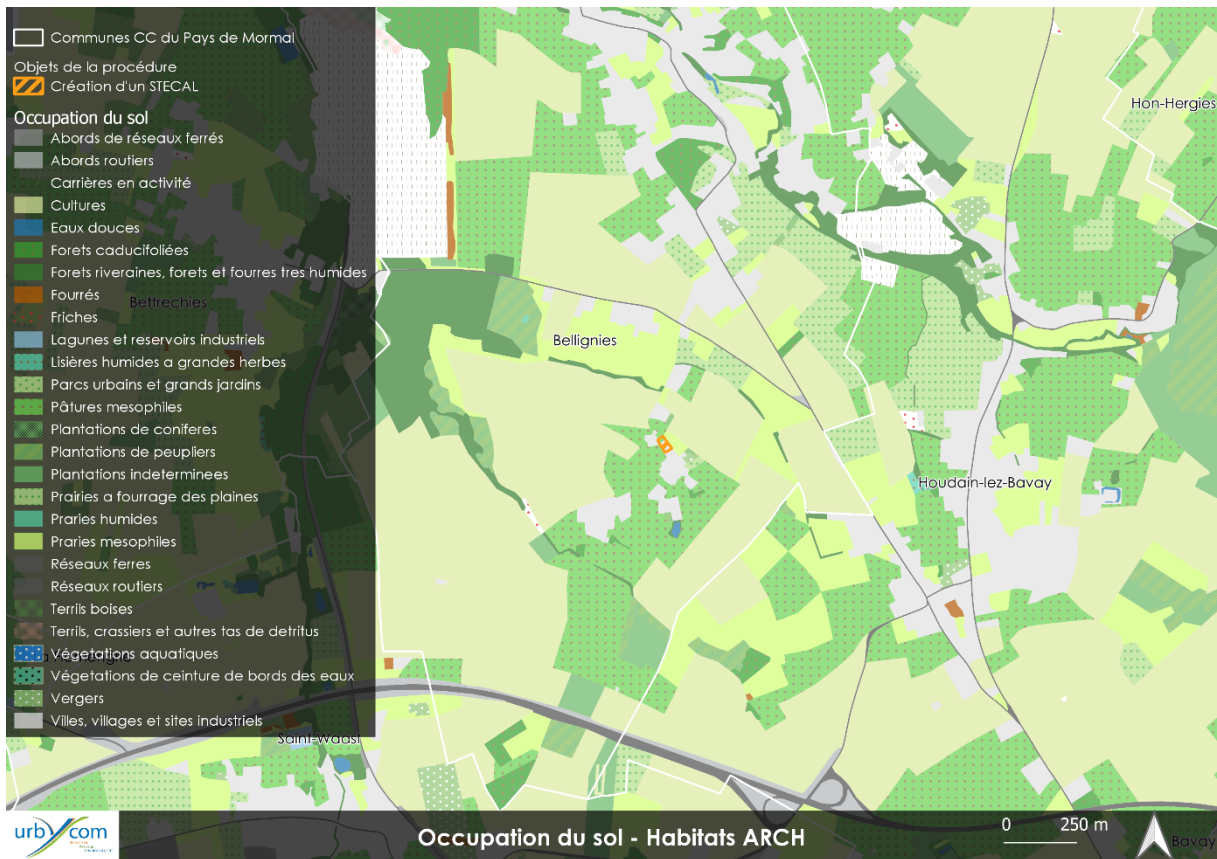 Communes CC du Pays de Mormal
Objets de la procédure
Création d'un STECAL
Occupation du sol
Abords de réseaux ferrés
Abords routiers
Carrières en activité
Cultures
Eaux douces
Forets caducifoliées
Forets riveraines, forets et fourres tres humides
Fourrés
Friches
Lagunes et reservoirs industriels
Lisières humides a grandes herbes
Parcs urbains et grands jardins
Pâtures mesophiles
Plantations de coniferes
Plantations de peupliers
Plantations indeterminees
Prairies a fourrage des plaines
Praries humides
Praries mesophiles
Réseaux ferres
Réseaux routiers
Terrils boises
Terrils, crassiers et autres tas de detritus
Végetations aquatiques
Végetations de ceinture de bords des eaux
Vergers
Villes, villages et sites industriels
Hon-Hergies
Bettrechies
Bellignies
Houdain-lez-Bavay
Saint-Waast
urbycom
Occupation du sol - Habitats ARCH
0 250 m
Bavay